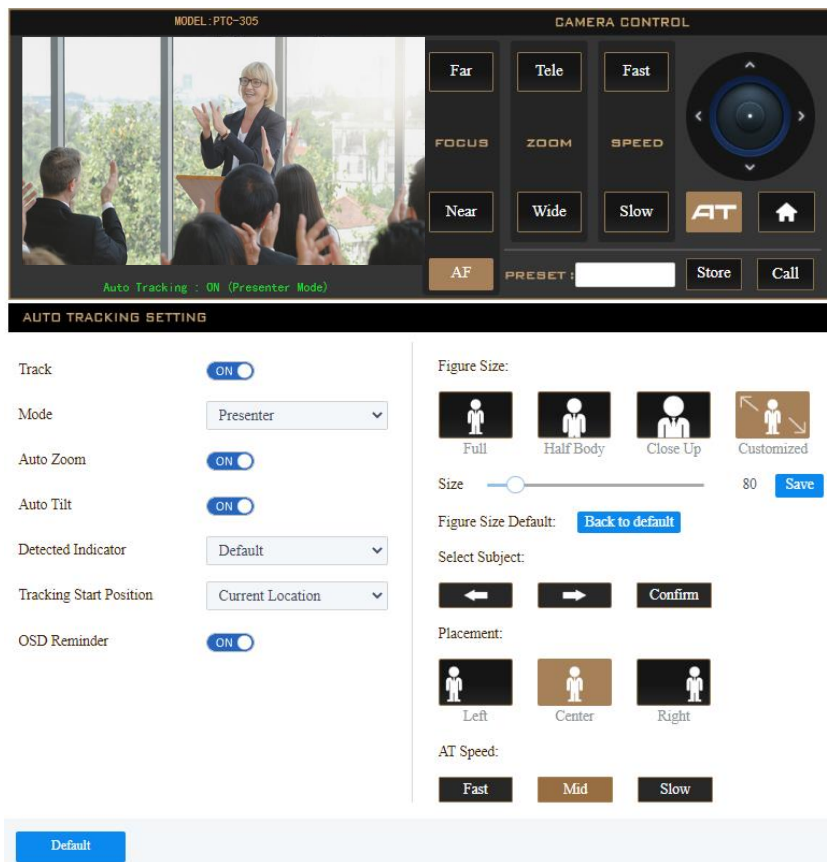 MODEL:PTC-305
CAMERA CONTROL
Far
Tele
Fast
FOCUS
ZOOM
SPEED
Near
Wide
Slow
AT
AF
PRESET :
Store
Call
Auto Tracking : ON (Presenter Mode)
AUTO TRACKING SETTING
Track
ON
Mode
Presenter
Auto Zoom
ON
Auto Tilt
ON
Detected Indicator
Default
Tracking Start Position
Current Location
OSD Reminder
ON
Figure Size:
Full
Half Body
Close Up
Customized
Size
80
Save
Figure Size Default:
Back to default
Select Subject:
Confirm
Placement:
Left
Center
Right
AT Speed:
Fast
Mid
Slow
Default